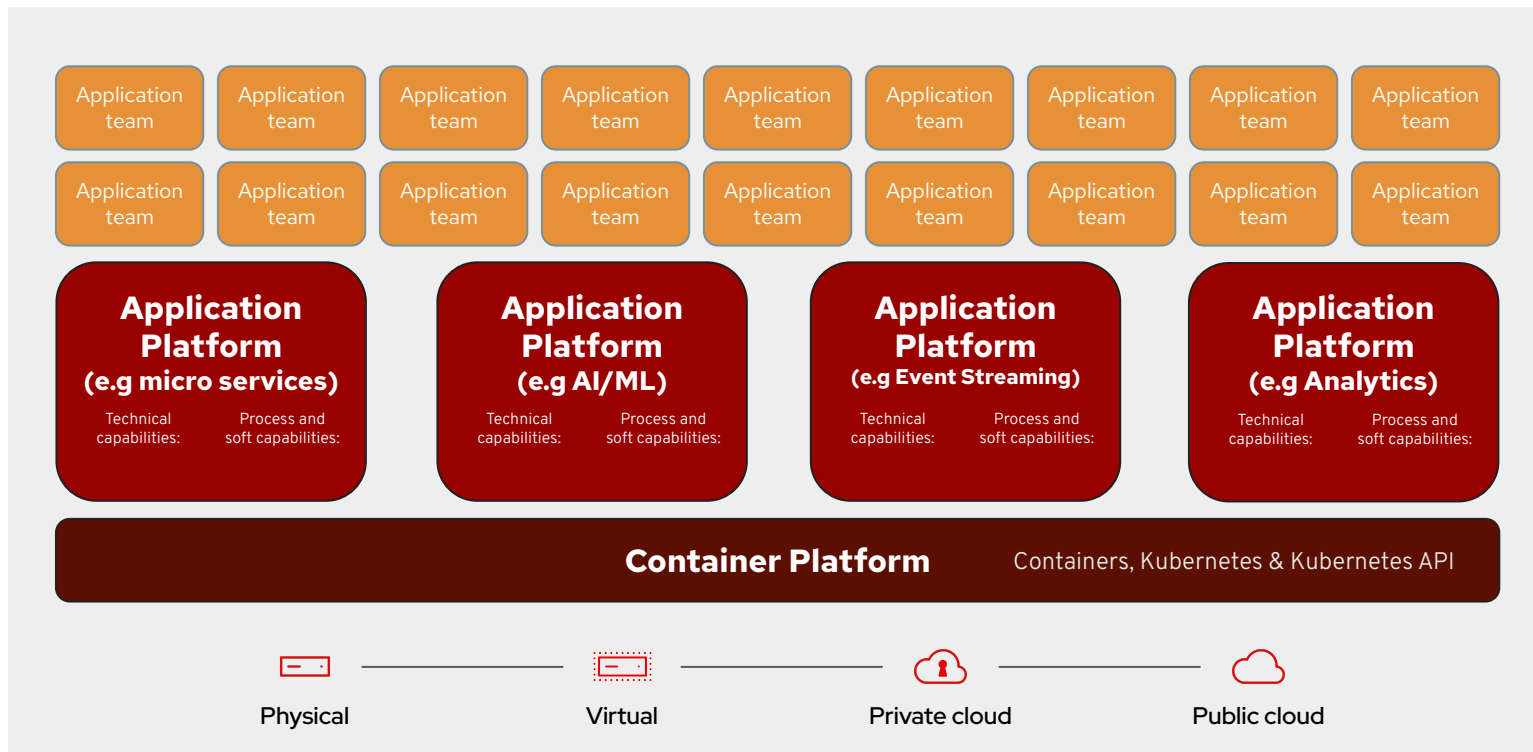 Application
team
Application
team
Application
team
Application
team
Application
team
Application
team
Application
team
Application
team
Application
team
Application
team
Application
team
Application
team
Application
team
Application
team
Application
team
Application
team
Application
team
Application
team
Application
Platform
(e.g micro services)
Technical
capabilities:
Process and
soft capabilities:
Application
Platform
(e.g AI/ML)
Technical
capabilities:
Process and
soft capabilities:
Application
Platform
(e.g Event Streaming)
Technical
capabilities:
Process and
soft capabilities:
Application
Platform
(e.g Analytics)
Technical
capabilities:
Process and
soft capabilities:
Container Platform
Containers, Kubernetes & Kubernetes API
Physical
Virtual
Private cloud
Public cloud